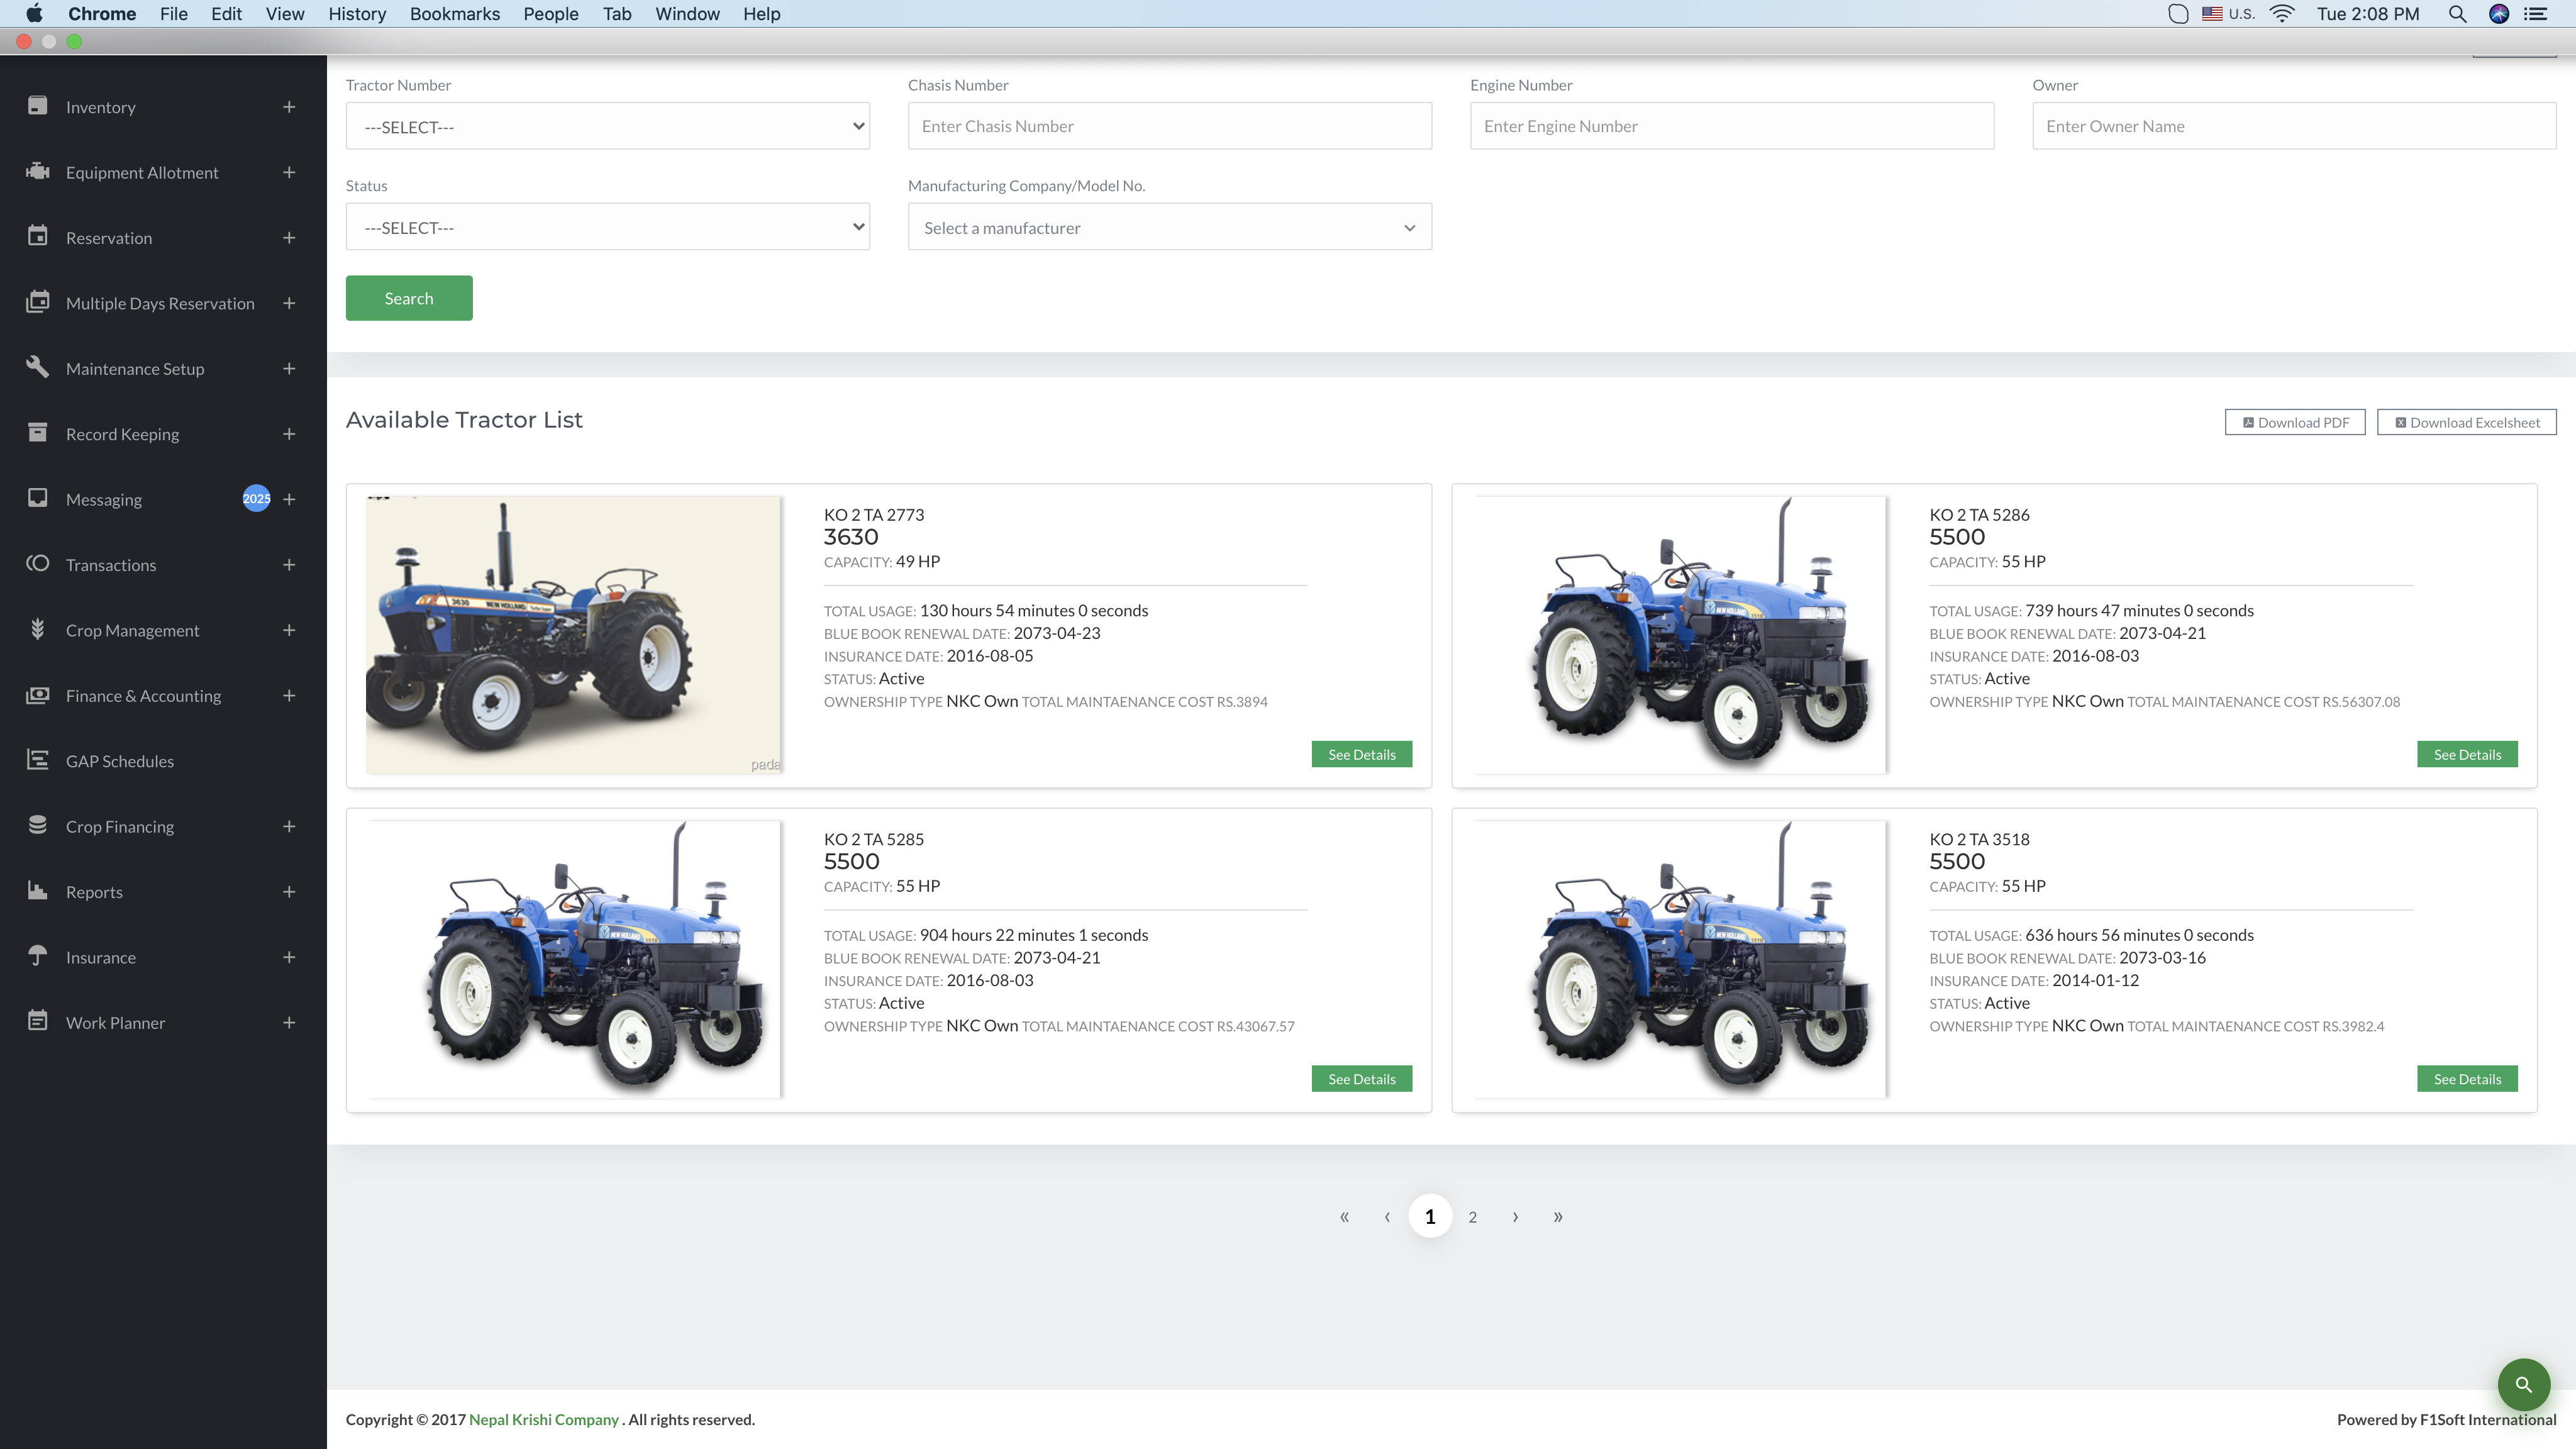 Chrome File Edit View History Bookmarks People Tab Window Help U.S. Tue 2:08 PM
Inventory +
Equipment Allotment +
Reservation +
Multiple Days Reservation +
Maintenance Setup +
Record Keeping +
Messaging 2025 +
Transactions +
Crop Management +
Finance & Accounting +
GAP Schedules
Crop Financing +
Reports +
Insurance +
Work Planner +
Tractor Number Chasis Number Engine Number Owner
---SELECT--- Enter Chasis Number Enter Engine Number Enter Owner Name
Status Manufacturing Company/Model No.
---SELECT--- Select a manufacturer
Search
Available Tractor List Download PDF Download Excelsheet
3630 NEW HOLLAND
pada
KO 2 TA 2773
3630
CAPACITY: 49 HP
TOTAL USAGE: 130 hours 54 minutes 0 seconds
BLUE BOOK RENEWAL DATE: 2073-04-23
INSURANCE DATE: 2016-08-05
STATUS: Active
OWNERSHIP TYPE NKC Own TOTAL MAINTAENANCE COST RS.3894
See Details
NEW HOLLAND 3510
KO 2 TA 5286
5500
CAPACITY: 55 HP
TOTAL USAGE: 739 hours 47 minutes 0 seconds
BLUE BOOK RENEWAL DATE: 2073-04-21
INSURANCE DATE: 2016-08-03
STATUS: Active
OWNERSHIP TYPE NKC Own TOTAL MAINTAENANCE COST RS.56307.08
See Details
NEW HOLLAND 3510
KO 2 TA 5285
5500
CAPACITY: 55 HP
TOTAL USAGE: 904 hours 22 minutes 1 seconds
BLUE BOOK RENEWAL DATE: 2073-04-21
INSURANCE DATE: 2016-08-03
STATUS: Active
OWNERSHIP TYPE NKC Own TOTAL MAINTAENANCE COST RS.43067.57
See Details
NEW HOLLAND 3510
KO 2 TA 3518
5500
CAPACITY: 55 HP
TOTAL USAGE: 636 hours 56 minutes 0 seconds
BLUE BOOK RENEWAL DATE: 2073-03-16
INSURANCE DATE: 2014-01-12
STATUS: Active
OWNERSHIP TYPE NKC Own TOTAL MAINTAENANCE COST RS.3982.4
See Details
« ‹ 1 2 › »
Copyright © 2017 Nepal Krishi Company . All rights reserved. Powered by F1Soft International